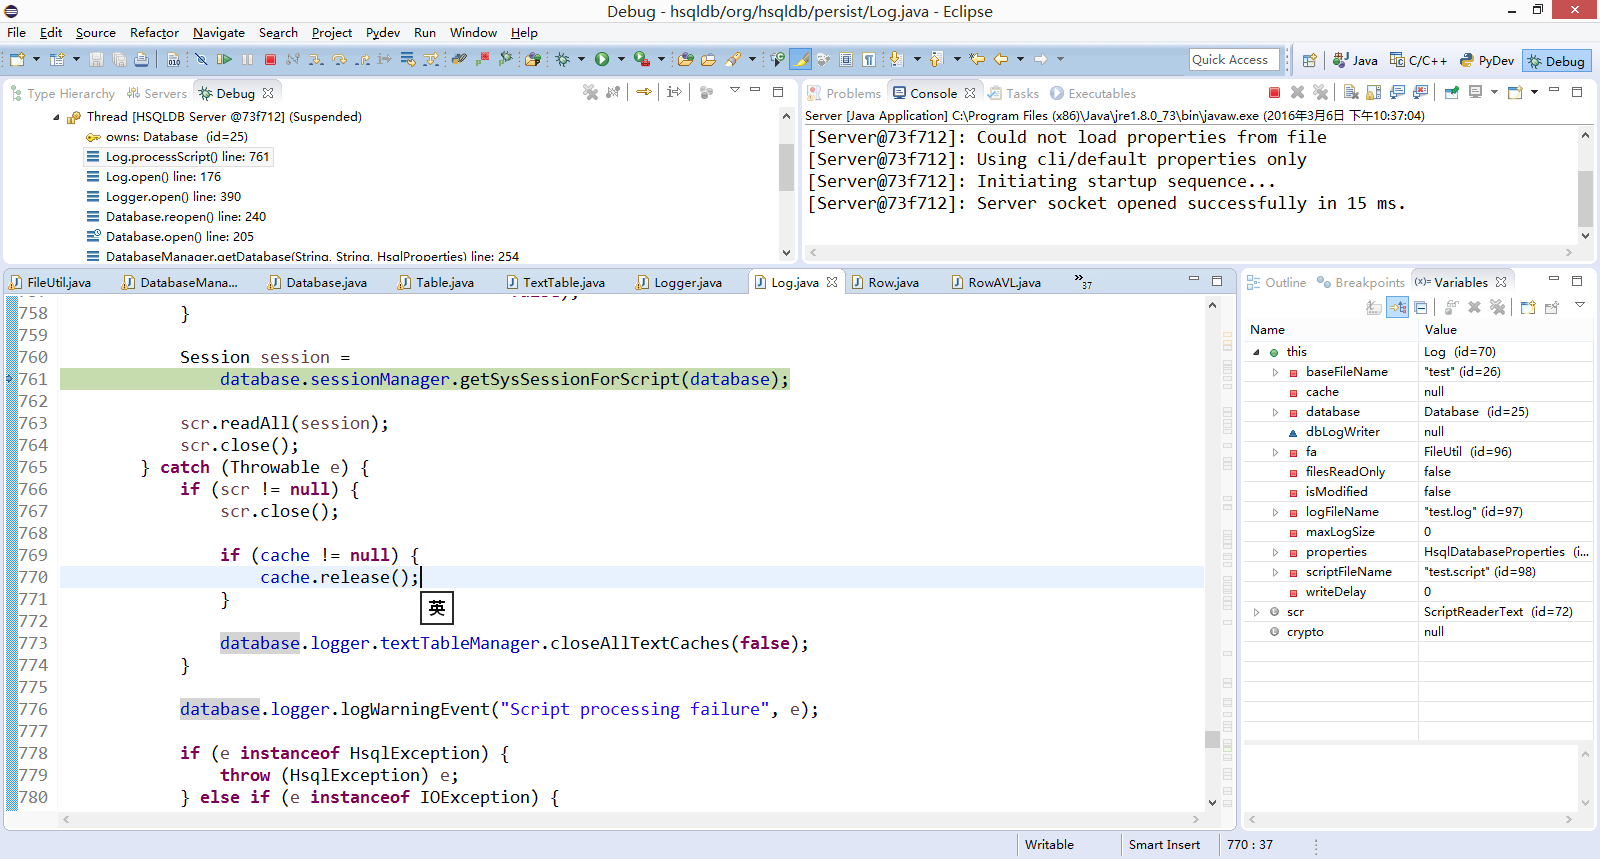 Debug - hsqldb/org/hsqldb/persist/Log.java - Eclipse
File Edit Source Refactor Navigate Search Project Pydev Run Window Help
Quick Access Java C/C++ PyDev Debug
Type Hierarchy Servers Debug
Thread [HSQLDB Server @73f712] (Suspended)
owns: Database (id=25)
Log.processScript() line: 761
Log.open() line: 176
Logger.open() line: 390
Database.reopen() line: 240
Database.open() line: 205
DatabaseManager.getDatabase(String, String, HsqlProperties) line: 254
Problems Console Tasks Executables
Server [Java Application] C:\Program Files (x86)\Java\jre1.8.0_73\bin\javaw.exe (2016年3月6日 下午10:37:04)
[Server@73f712]: Could not load properties from file
[Server@73f712]: Using cli/default properties only
[Server@73f712]: Initiating startup sequence...
[Server@73f712]: Server socket opened successfully in 15 ms.
FileUtil.java DatabaseMana... Database.java Table.java TextTable.java Logger.java Log.java Row.java RowAVL.java »37
758 }
759
760 Session session =
761 database.sessionManager.getSysSessionForScript(database);
762
763 scr.readAll(session);
764 scr.close();
765 } catch (Throwable e) {
766 if (scr != null) {
767 scr.close();
768
769 if (cache != null) {
770 cache.release();
771 }
英
772
773 database.logger.textTableManager.closeAllTextCaches(false);
774 }
775
776 database.logger.logWarningEvent("Script processing failure", e);
777
778 if (e instanceof HsqlException) {
779 throw (HsqlException) e;
780 } else if (e instanceof IOException) {
Outline Breakpoints (x)= Variables
Name Value
this Log (id=70)
baseFileName "test" (id=26)
cache null
database Database (id=25)
dbLogWriter null
fa FileUtil (id=96)
filesReadOnly false
isModified false
logFileName "test.log" (id=97)
maxLogSize 0
properties HsqlDatabaseProperties (i...
scriptFileName "test.script" (id=98)
writeDelay 0
scr ScriptReaderText (id=72)
crypto null
Writable Smart Insert 770 : 37